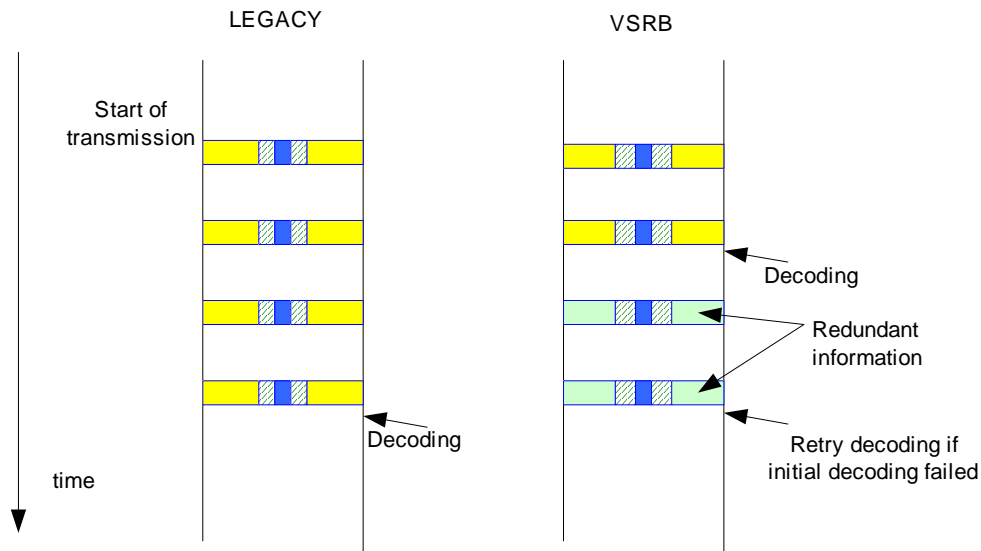 LEGACY
VSRB
Start of
transmission
Decoding
Redundant
information
Decoding
Retry decoding if
initial decoding failed
time